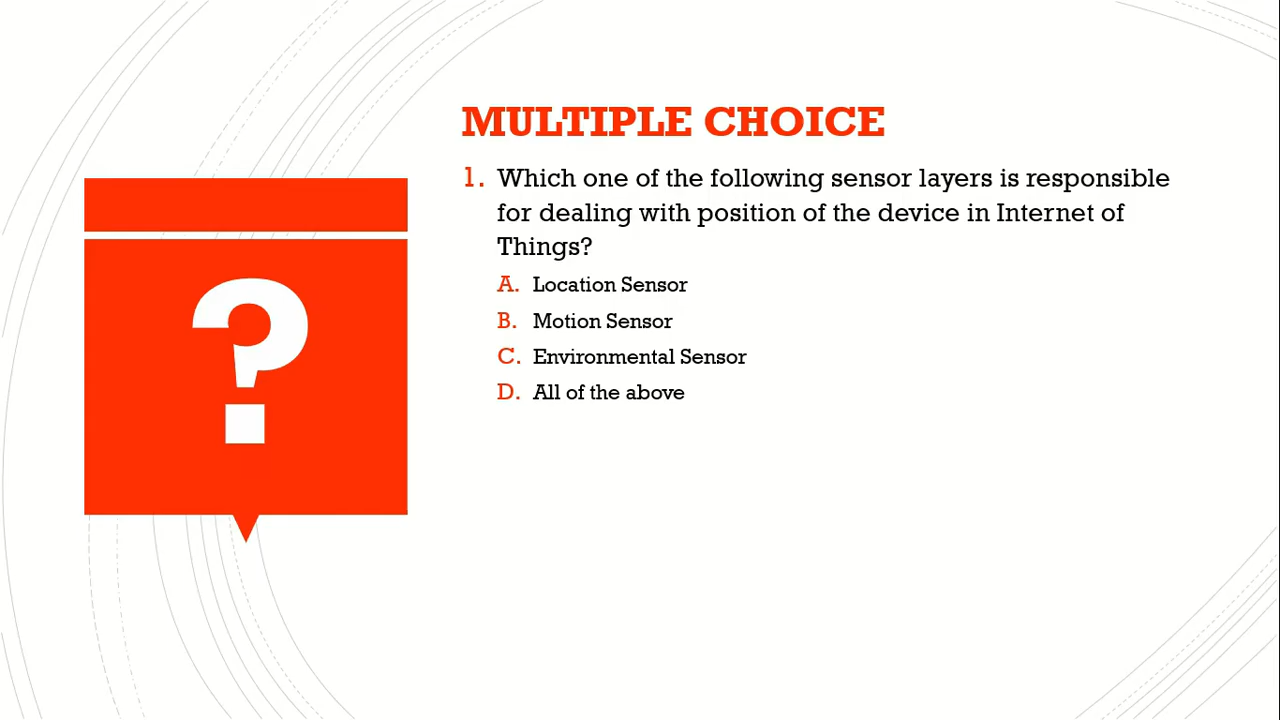 MULTIPLE CHOICE
1. Which one of the following sensor layers is responsible
for dealing with position of the device in Internet of
Things?
A. Location Sensor
B. Motion Sensor
C. Environmental Sensor
D. All of the above
?